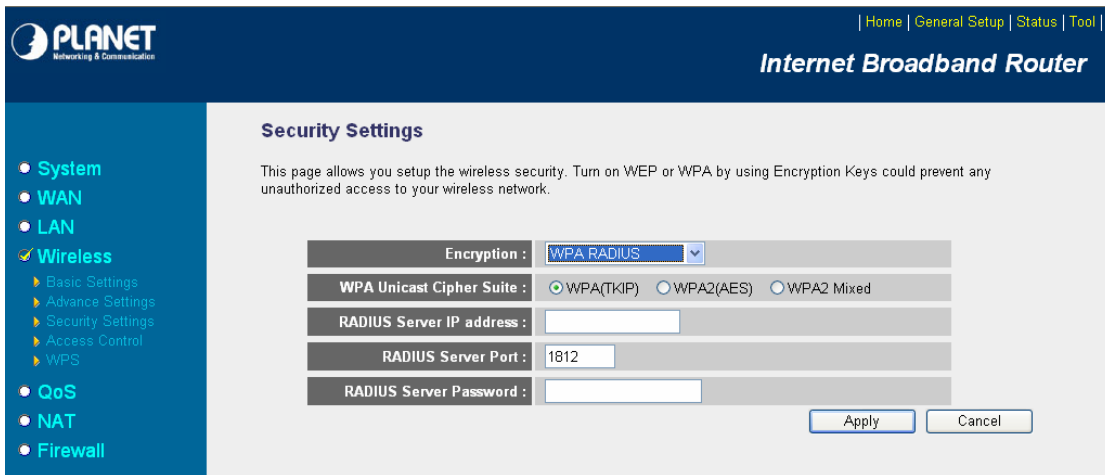 PLANET
Networking & Communication
| Home | General Setup | Status | Tool |
Internet Broadband Router
System
WAN
LAN
Wireless
Basic Settings
Advance Settings
Security Settings
Access Control
WPS
QoS
NAT
Firewall
Security Settings
This page allows you setup the wireless security. Turn on WEP or WPA by using Encryption Keys could prevent any
unauthorized access to your wireless network.
Encryption : WPA RADIUS
WPA Unicast Cipher Suite : WPA(TKIP) WPA2(AES) WPA2 Mixed
RADIUS Server IP address :
RADIUS Server Port : 1812
RADIUS Server Password :
Apply Cancel